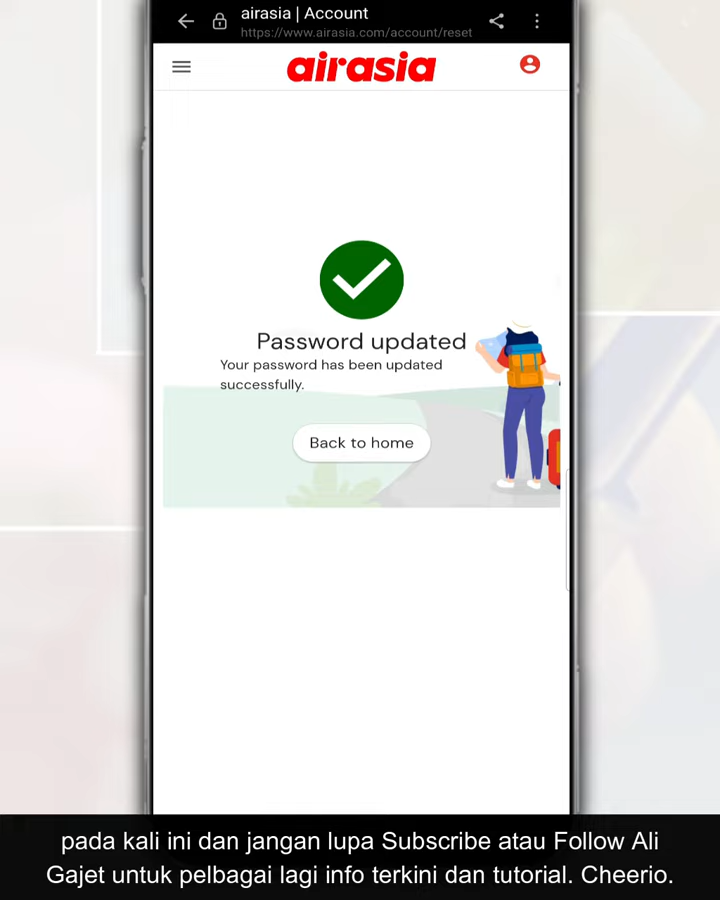 airasia | Account
https://www.airasia.com/account/reset
airasia
Password updated
Your password has been updated
successfully.
Back to home
pada kali ini dan jangan lupa Subscribe atau Follow Ali
Gajet untuk pelbagai lagi info terkini dan tutorial. Cheerio.